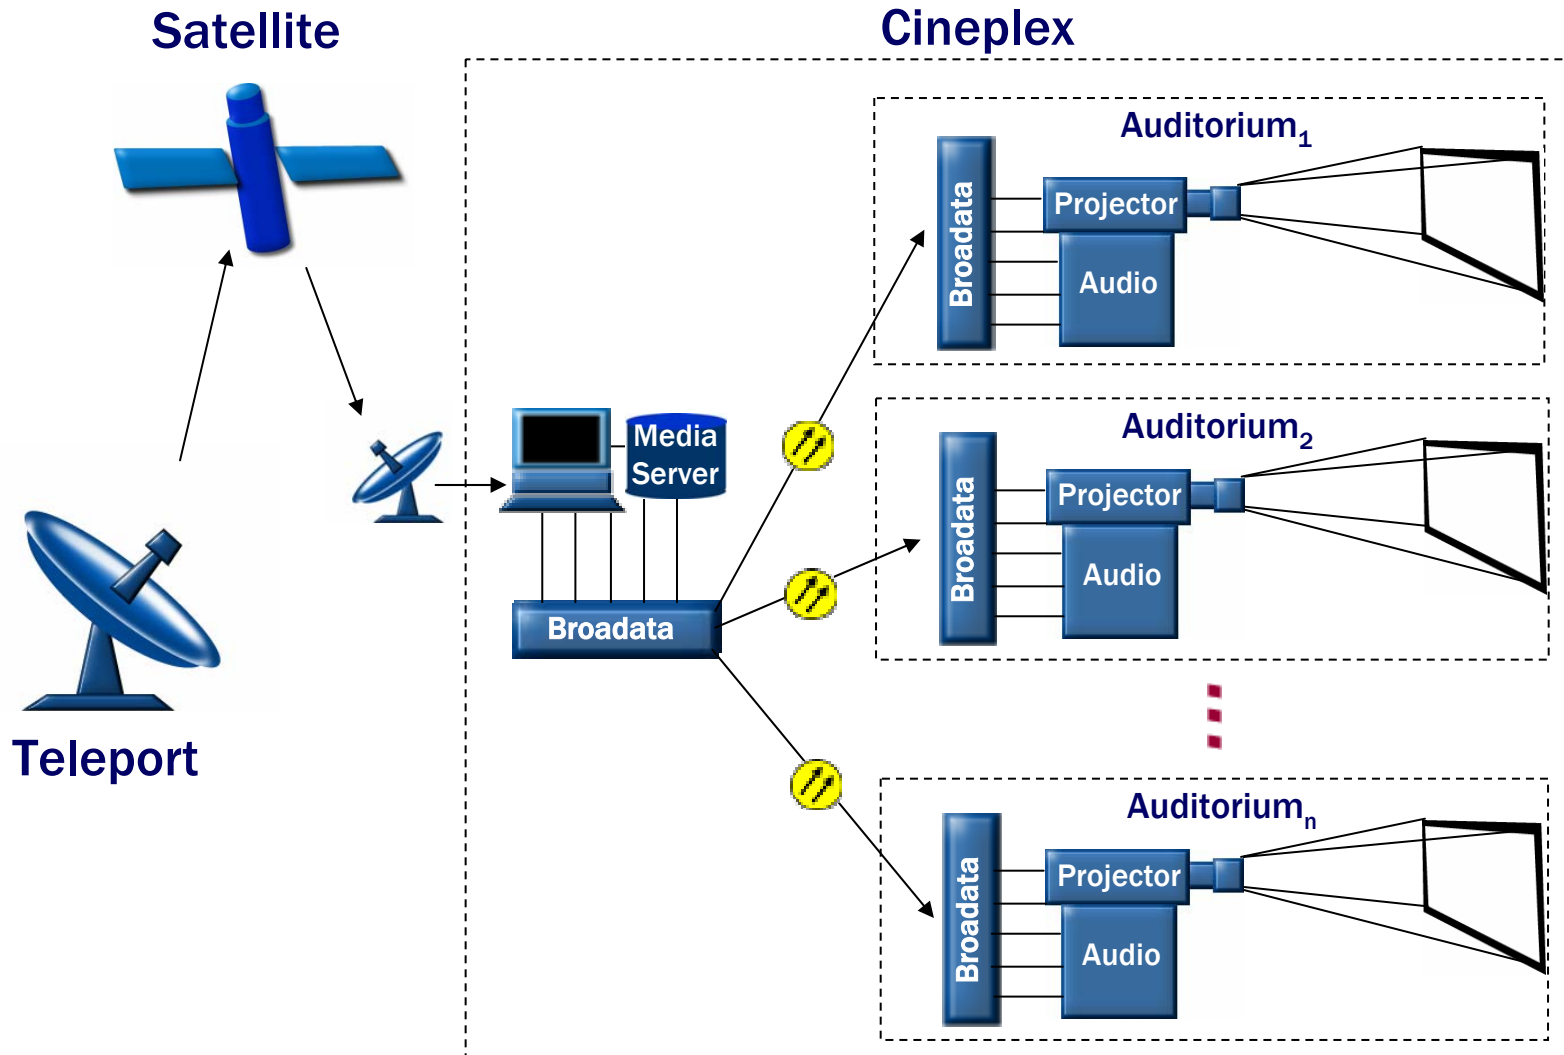 Satellite
Cineplex
Auditorium1
Broadata
Projector
Audio
Media
Server
Auditorium2
Broadata
Projector
Audio
Broadata
Teleport
Auditoriumn
Broadata
Projector
Audio